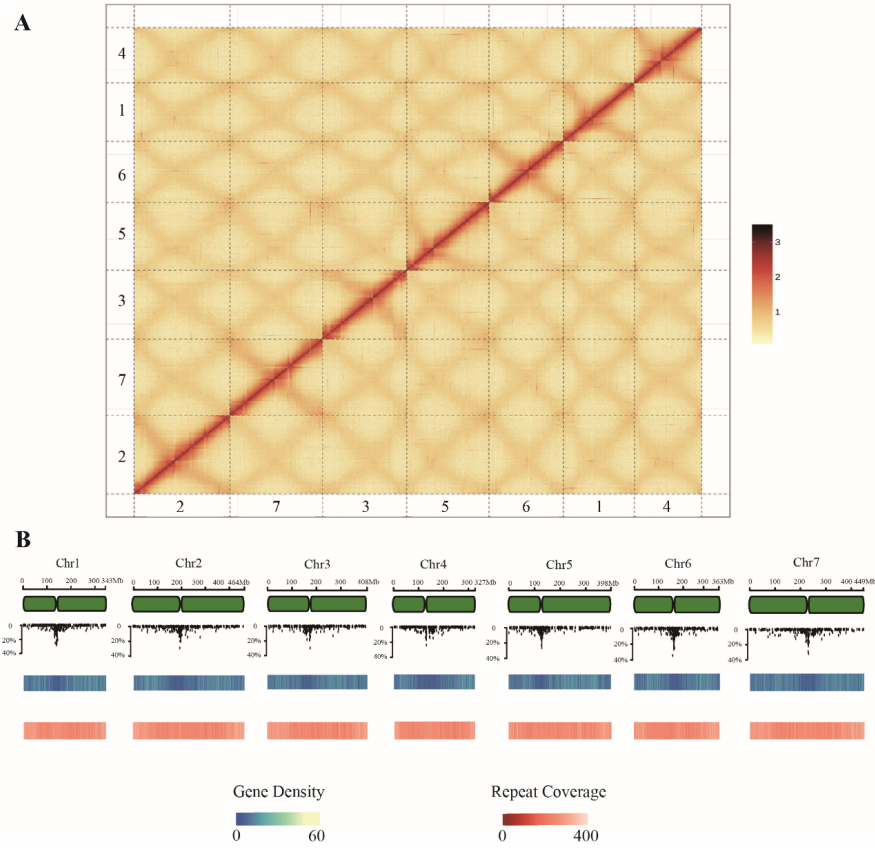 A
4
1
6
5
3
7
2
2 7 3 5 6 1 4
3
2
1
B
Chr1 Chr2 Chr3 Chr4 Chr5 Chr6 Chr7
0 100 200 300 343Mb 0 100 200 300 400 464Mb 0 100 200 300 408Mb 0 100 200 300 327Mb 0 100 200 300 398Mb 0 100 200 300 363Mb 0 100 200 300 400 449Mb
0 0 0 0 0 0 0
20% 20% 20% 20% 20% 20% 20%
40% 40% 40% 40% 40% 40% 40%
Gene Density Repeat Coverage
0 60 0 400